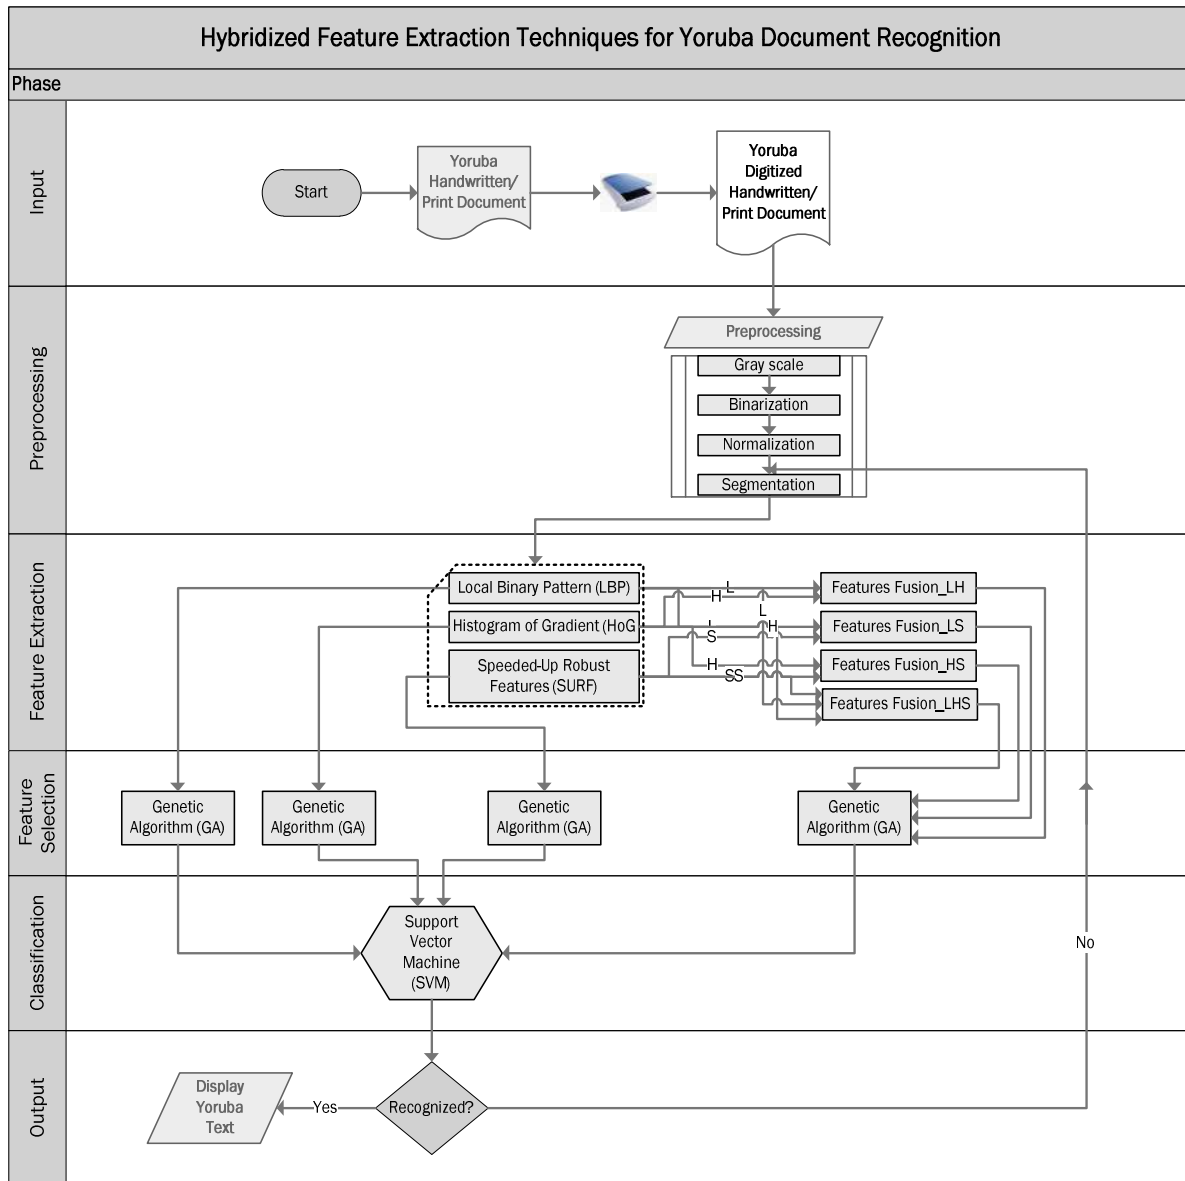 Hybridized Feature Extraction Techniques for Yoruba Document Recognition
Phase
Input
Start
Yoruba
Handwritten/
Print Document
Yoruba
Digitized
Handwritten/
Print Document
Preprocessing
Preprocessing
Gray scale
Binarization
Normalization
Segmentation
Feature Extraction
Local Binary Pattern (LBP)
Histogram of Gradient (HoG
Speeded-Up Robust
Features (SURF)
L
H
L
H
S
H
SS
Features Fusion_LH
Features Fusion_LS
Features Fusion_HS
Features Fusion_LHS
Feature
Selection
Genetic
Algorithm (GA)
Genetic
Algorithm (GA)
Genetic
Algorithm (GA)
Genetic
Algorithm (GA)
Classification
Support
Vector
Machine
(SVM)
No
Output
Display
Yoruba
Text
Yes
Recognized?